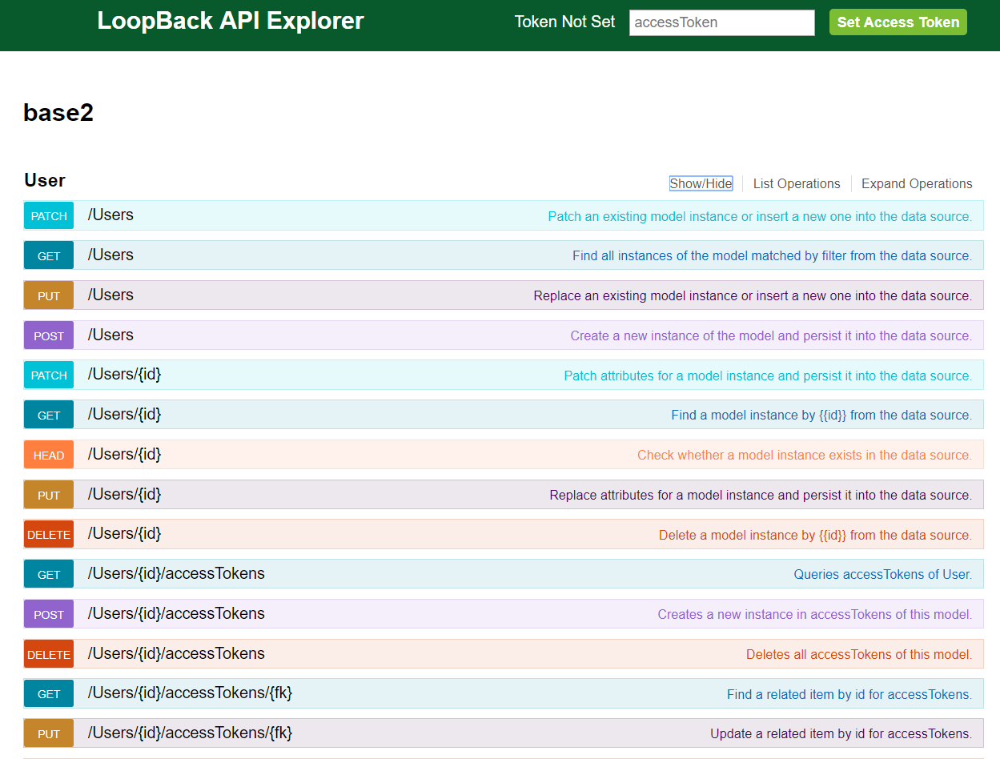 LoopBack API Explorer Token Not Set accessToken Set Access Token
base2
User Show/Hide List Operations Expand Operations
PATCH /Users Patch an existing model instance or insert a new one into the data source.
GET /Users Find all instances of the model matched by filter from the data source.
PUT /Users Replace an existing model instance or insert a new one into the data source.
POST /Users Create a new instance of the model and persist it into the data source.
PATCH /Users/{id} Patch attributes for a model instance and persist it into the data source.
GET /Users/{id} Find a model instance by {{id}} from the data source.
HEAD /Users/{id} Check whether a model instance exists in the data source.
PUT /Users/{id} Replace attributes for a model instance and persist it into the data source.
DELETE /Users/{id} Delete a model instance by {{id}} from the data source.
GET /Users/{id}/accessTokens Queries accessTokens of User.
POST /Users/{id}/accessTokens Creates a new instance in accessTokens of this model.
DELETE /Users/{id}/accessTokens Deletes all accessTokens of this model.
GET /Users/{id}/accessTokens/{fk} Find a related item by id for accessTokens.
PUT /Users/{id}/accessTokens/{fk} Update a related item by id for accessTokens.